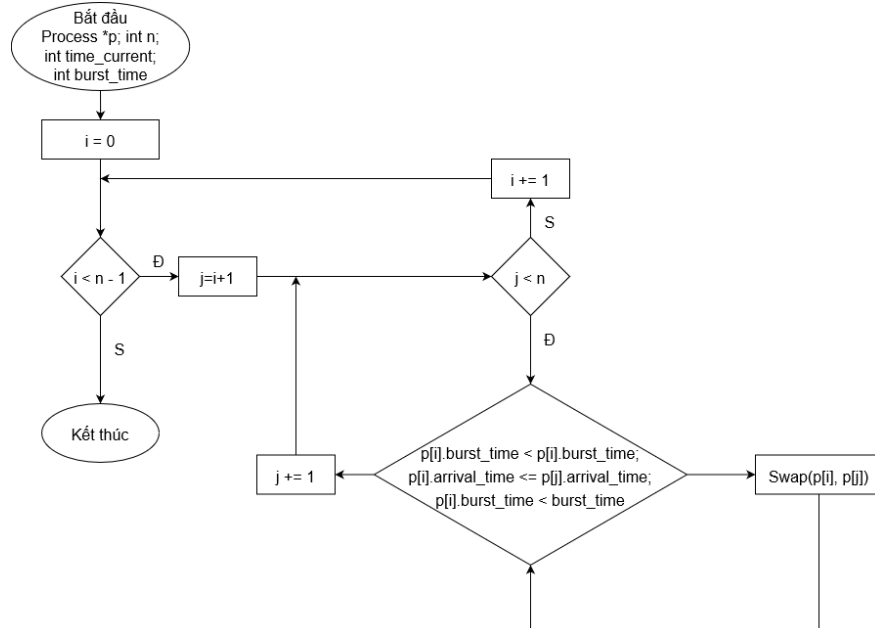 Bắt đầu
Process *p; int n;
int time_current;
int burst_time
i = 0
i += 1
S
i < n - 1
Đ
j=i+1
j < n
S
Đ
Kết thúc
p[i].burst_time < p[i].burst_time;
p[i].arrival_time <= p[j].arrival_time;
p[i].burst_time < burst_time
j += 1
Swap(p[i], p[j])